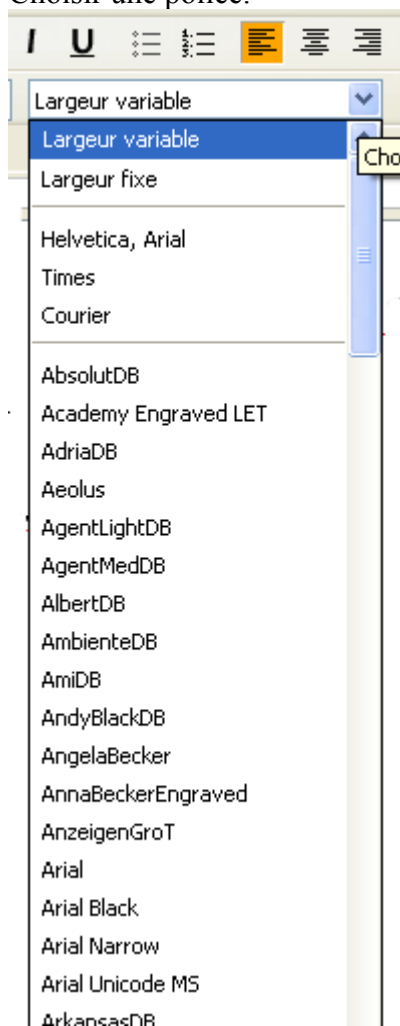 Choisir une police.
I U
Largeur variable
Largeur variable
Cho
Largeur fixe
Helvetica, Arial
Times
Courier
AbsolutDB
Academy Engraved LET
AdriaDB
Aeolus
AgentLightDB
AgentMedDB
AlbertDB
AmbienteDB
AmiDB
AndyBlackDB
AngelaBecker
AnnaBeckerEngraved
AnzeigenGroT
Arial
Arial Black
Arial Narrow
Arial Unicode MS
ArkansasDB